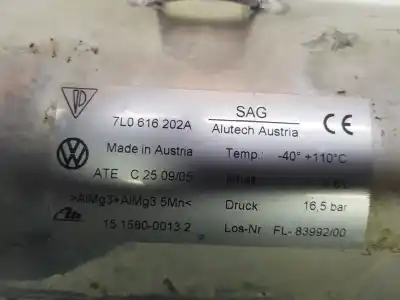 7L0 616 202A
SAG
Alutech Austria
CE
Made in Austria
Temp.: -40° +110°C
ATE C 25 09/05
>AlMg3+AlMg3 5Mn<
Druck: 16,5 bar
15.1580-0013.2
Los-Nr FL- 83992/00